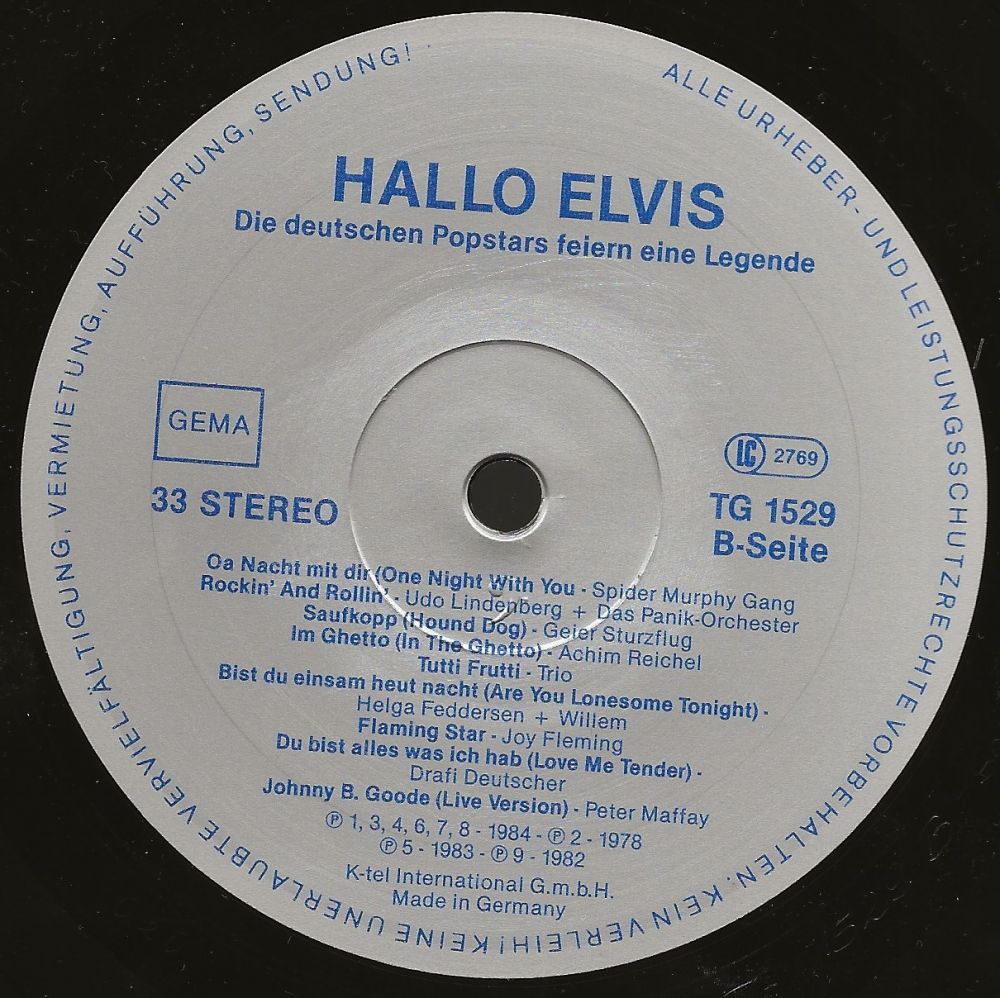 ALLE URHEBER- UND LEISTUNGSSCHUTZRECHTE VORBEHALTEN. KEIN VERLEIH! KEINE UNERLAUBTE VERVIELFÄLTIGUNG, VERMIETUNG, AUFFÜHRUNG, SENDUNG!
HALLO ELVIS
Die deutschen Popstars feiern eine Legende
GEMA
LC 2769
33 STEREO
TG 1529
B-Seite
Oa Nacht mit dir (One Night With You - Spider Murphy Gang
Rockin' And Rollin' - Udo Lindenberg + Das Panik-Orchester
Saufkopp (Hound Dog) - Geier Sturzflug
Im Ghetto (In The Ghetto) - Achim Reichel
Tutti Frutti - Trio
Bist du einsam heut nacht (Are You Lonesome Tonight) -
Helga Feddersen + Willem
Flaming Star - Joy Fleming
Du bist alles was ich hab (Love Me Tender) -
Drafi Deutscher
Johnny B. Goode (Live Version) - Peter Maffay
℗ 1, 3, 4, 6, 7, 8 - 1984 - ℗ 2 - 1978
℗ 5 - 1983 - ℗ 9 - 1982
K-tel International G.m.b.H.
Made in Germany